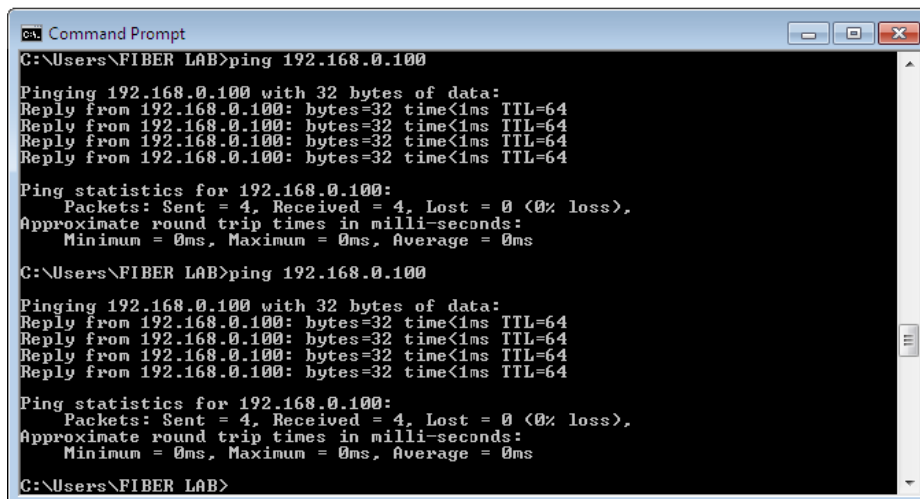 Command Prompt
C:\Users\FIBER LAB>ping 192.168.0.100
Pinging 192.168.0.100 with 32 bytes of data:
Reply from 192.168.0.100: bytes=32 time<1ms TTL=64
Reply from 192.168.0.100: bytes=32 time<1ms TTL=64
Reply from 192.168.0.100: bytes=32 time<1ms TTL=64
Reply from 192.168.0.100: bytes=32 time<1ms TTL=64
Ping statistics for 192.168.0.100:
Packets: Sent = 4, Received = 4, Lost = 0 (0% loss),
Approximate round trip times in milli-seconds:
Minimum = 0ms, Maximum = 0ms, Average = 0ms
C:\Users\FIBER LAB>ping 192.168.0.100
Pinging 192.168.0.100 with 32 bytes of data:
Reply from 192.168.0.100: bytes=32 time<1ms TTL=64
Reply from 192.168.0.100: bytes=32 time<1ms TTL=64
Reply from 192.168.0.100: bytes=32 time<1ms TTL=64
Reply from 192.168.0.100: bytes=32 time<1ms TTL=64
Ping statistics for 192.168.0.100:
Packets: Sent = 4, Received = 4, Lost = 0 (0% loss),
Approximate round trip times in milli-seconds:
Minimum = 0ms, Maximum = 0ms, Average = 0ms
C:\Users\FIBER LAB>